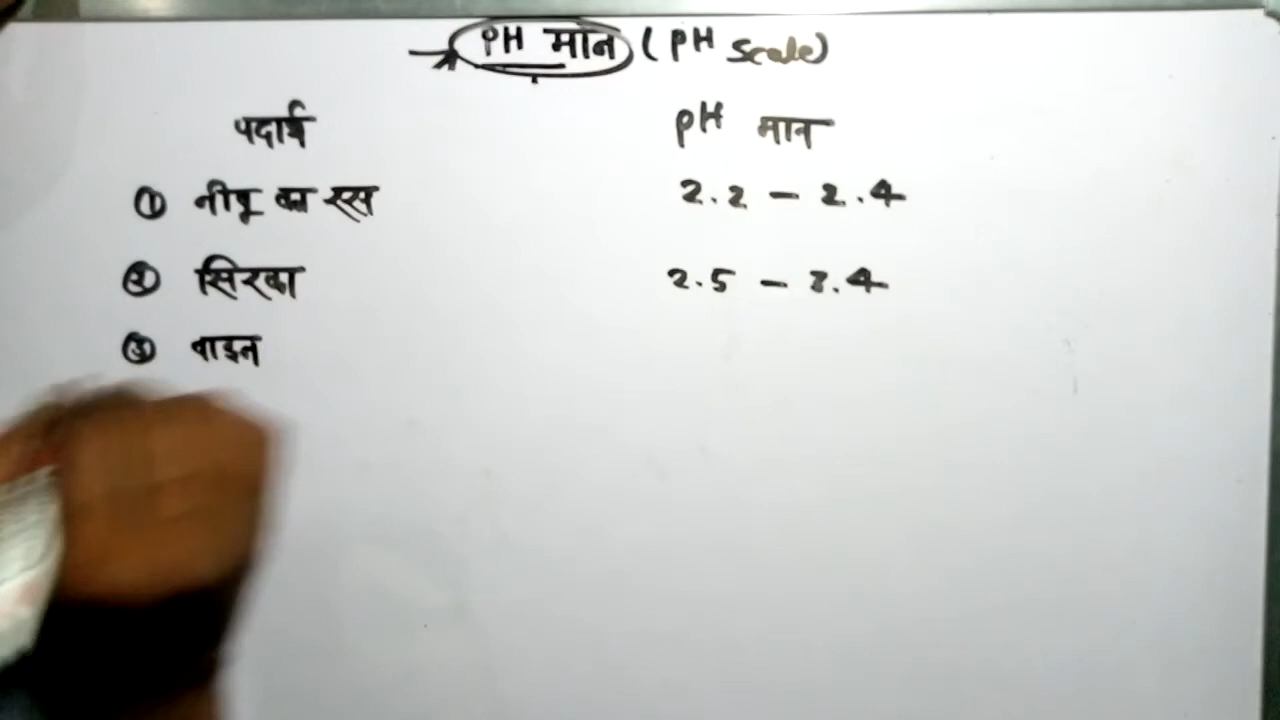 pH मान (pH Scale)
पदार्थ pH मान
① नीबू का रस 2.2 - 2.4
② सिरका 2.5 - 3.4
③ वाइन